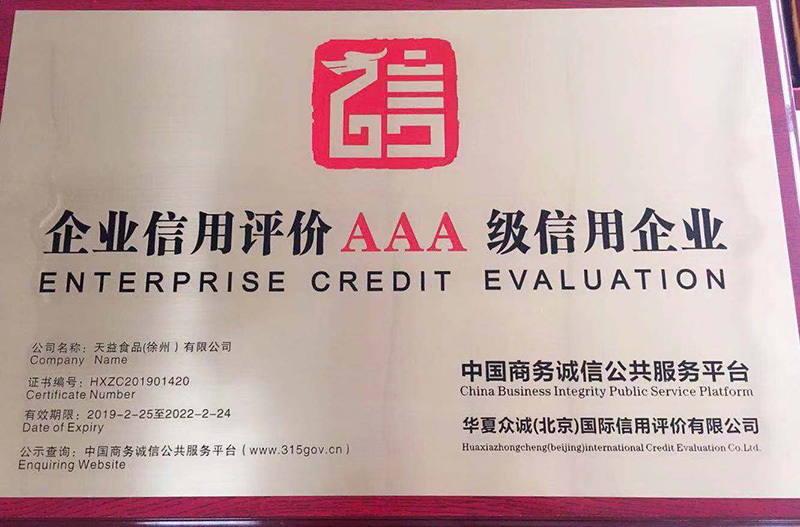 信
企业信用评价AAA级信用企业
ENTERPRISE CREDIT EVALUATION
公司名称：天益食品(徐州）有限公司
Company Name
证书编号：HXZC201901420
Certificate Number
有效期限：2019-2-25至2022-2-24
Date of Expiry
公示查询：中国商务诚信公共服务平台（www.315gov.cn）
Enquiring Website
中国商务诚信公共服务平台
China Business Integrity Public Service Platform
华夏众诚(北京)国际信用评价有限公司
Huaxiazhongcheng(beijing)international Credit Evaluation Co.Ltd.